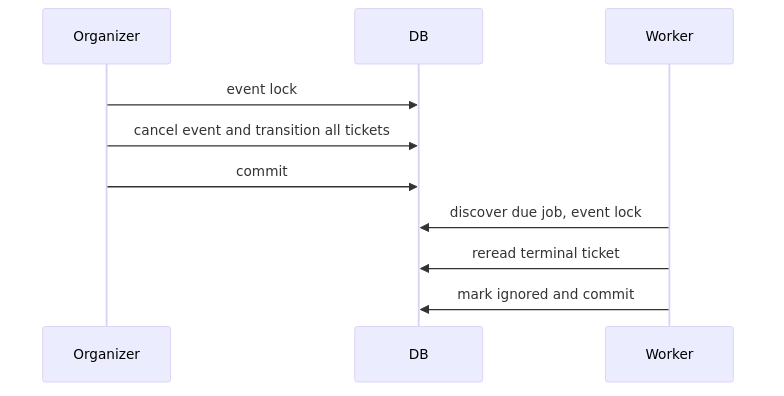 Organizer
DB
Worker
event lock
cancel event and transition all tickets
commit
discover due job, event lock
reread terminal ticket
mark ignored and commit
Organizer
DB
Worker